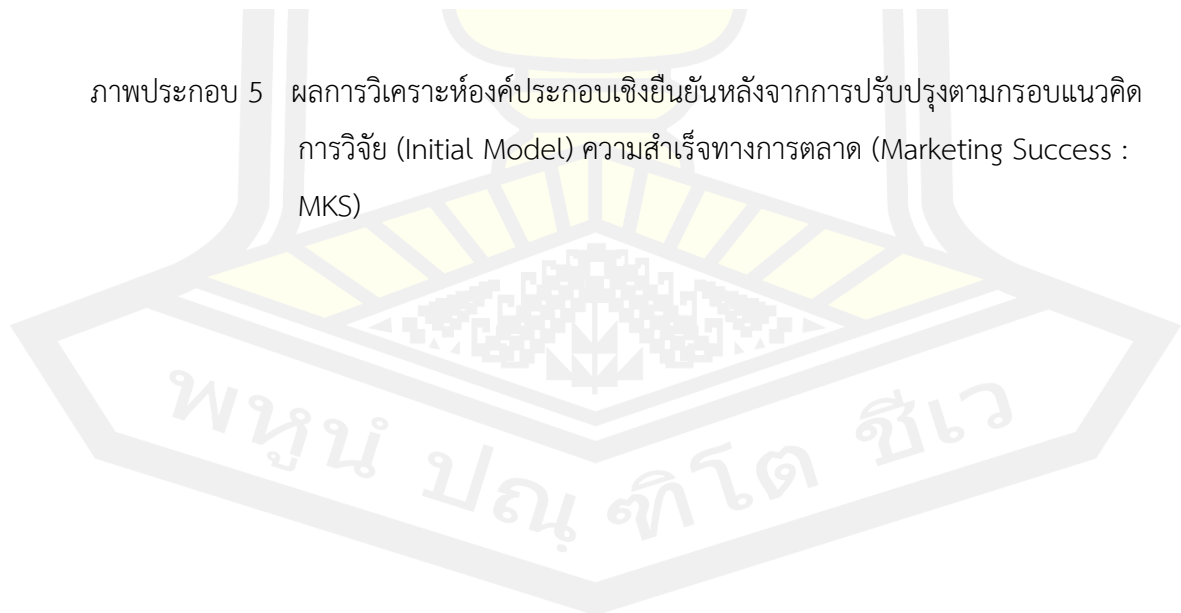 ภาพประกอบ 5 ผลการวิเคราะห์องค์ประกอบเชิงยืนยันหลังจากการปรับปรุงตามกรอบแนวคิด
การวิจัย (Initial Model) ความสำเร็จทางการตลาด (Marketing Success :
MKS)
พหูนํ ปณฺฑิโต ชีเว